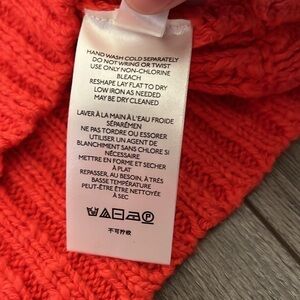 HAND WASH COLD SEPARATELY
DO NOT WRING OR TWIST
USE ONLY NON-CHLORINE
BLEACH
RESHAPE LAY FLAT TO DRY
LOW IRON AS NEEDED
MAY BE DRY CLEANED
LAVER À LA MAIN À L'EAU FROIDE
SÉPARÉMEN
NE PAS TORDRE OU ESSORER
UTILISER UN AGENT DE
BLANCHIMENT SANS CHLORE SI
NÉCESSAIRE
METTRE EN FORME ET SÉCHER
À PLAT
REPASSER, AU BESOIN, À TRÈS
BASSE TEMPÉRATURE
PEUT-ÊTRE ÊTRE NETTOYÉ
À SEC
不可拧绞